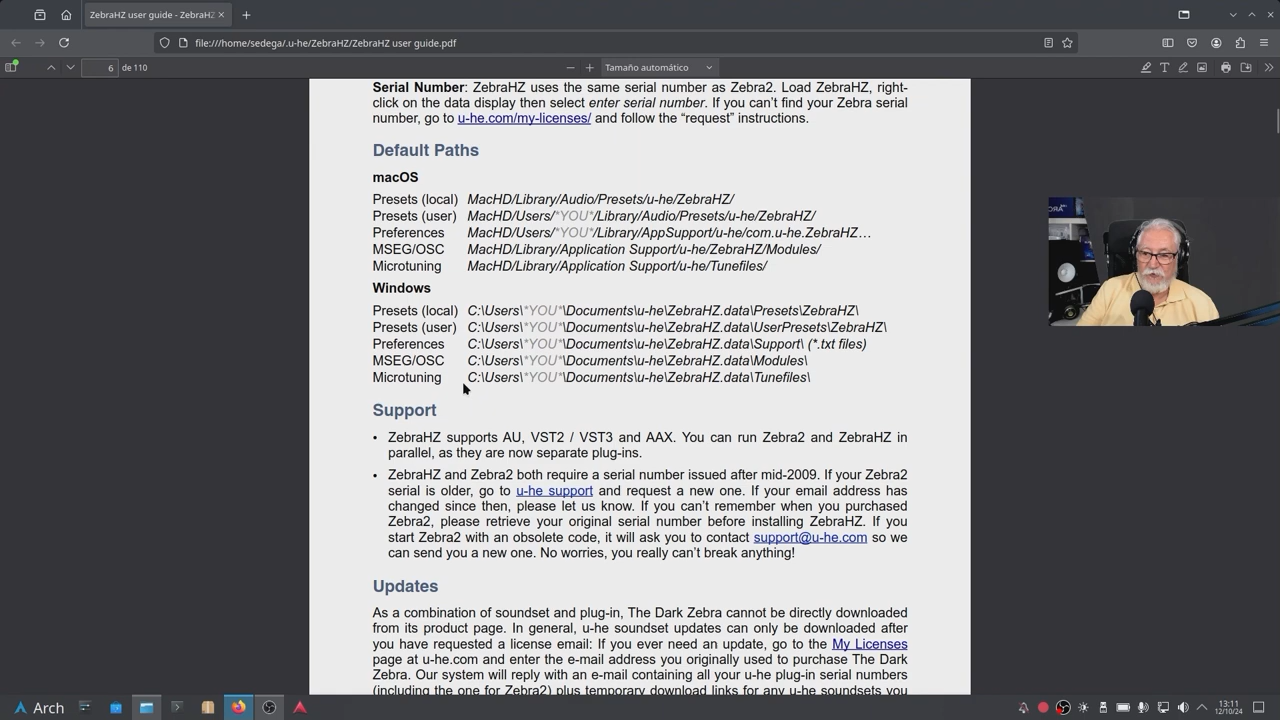 ZebraHZ user guide - ZebraHZ
file:///home/sedega/.u-he/ZebraHZ/ZebraHZ user guide.pdf
6 de 110
Tamaño automático
Serial Number: ZebraHZ uses the same serial number as Zebra2. Load ZebraHZ, right-
click on the data display then select enter serial number. If you can’t find your Zebra serial
number, go to u-he.com/my-licenses/ and follow the “request” instructions.
Default Paths
macOS
Presets (local) MacHD/Library/Audio/Presets/u-he/ZebraHZ/
Presets (user) MacHD/Users/*YOU*/Library/Audio/Presets/u-he/ZebraHZ/
Preferences MacHD/Users/*YOU*/Library/AppSupport/u-he/com.u-he.ZebraHZ…
MSEG/OSC MacHD/Library/Application Support/u-he/ZebraHZ/Modules/
Microtuning MacHD/Library/Application Support/u-he/Tunefiles/
Windows
Presets (local) C:\Users\*YOU*\Documents\u-he\ZebraHZ.data\Presets\ZebraHZ\
Presets (user) C:\Users\*YOU*\Documents\u-he\ZebraHZ.data\UserPresets\ZebraHZ\
Preferences C:\Users\*YOU*\Documents\u-he\ZebraHZ.data\Support\ (*.txt files)
MSEG/OSC C:\Users\*YOU*\Documents\u-he\ZebraHZ.data\Modules\
Microtuning C:\Users\*YOU*\Documents\u-he\ZebraHZ.data\Tunefiles\
Support
• ZebraHZ supports AU, VST2 / VST3 and AAX. You can run Zebra2 and ZebraHZ in
parallel, as they are now separate plug-ins.
• ZebraHZ and Zebra2 both require a serial number issued after mid-2009. If your Zebra2
serial is older, go to u-he support and request a new one. If your email address has
changed since then, please let us know. If you can’t remember when you purchased
Zebra2, please retrieve your original serial number before installing ZebraHZ. If you
start Zebra2 with an obsolete code, it will ask you to contact support@u-he.com so we
can send you a new one. No worries, you really can’t break anything!
Updates
As a combination of soundset and plug-in, The Dark Zebra cannot be directly downloaded
from its product page. In general, u-he soundset updates can only be downloaded after
you have requested a license email: If you ever need an update, go to the My Licenses
page at u-he.com and enter the e-mail address you originally used to purchase The Dark
Zebra. Our system will reply with an e-mail containing all your u-he plug-in serial numbers
(including the one for Zebra2) plus temporary download links for any u-he soundsets you
Arch
13:11
12/10/24